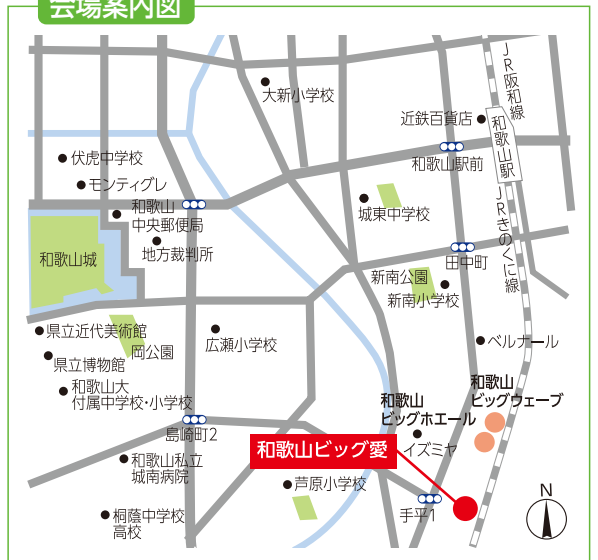 会場案内図
JR阪和線
大新小学校
近鉄百貨店
和歌山駅
和歌山駅前
伏虎中学校
モンティグレ
和歌山
中央郵便局
城東中学校
JRきのくに線
地方裁判所
和歌山城
田中町
新南公園
新南小学校
県立近代美術館
岡公園
広瀬小学校
ベルナール
県立博物館
和歌山大
付属中学校・小学校
和歌山
ビッグウェーブ
和歌山
ビッグホエール
島崎町2
イズミヤ
和歌山ビッグ愛
和歌山私立
城南病院
芦原小学校
手平1
桐蔭中学校
高校
N